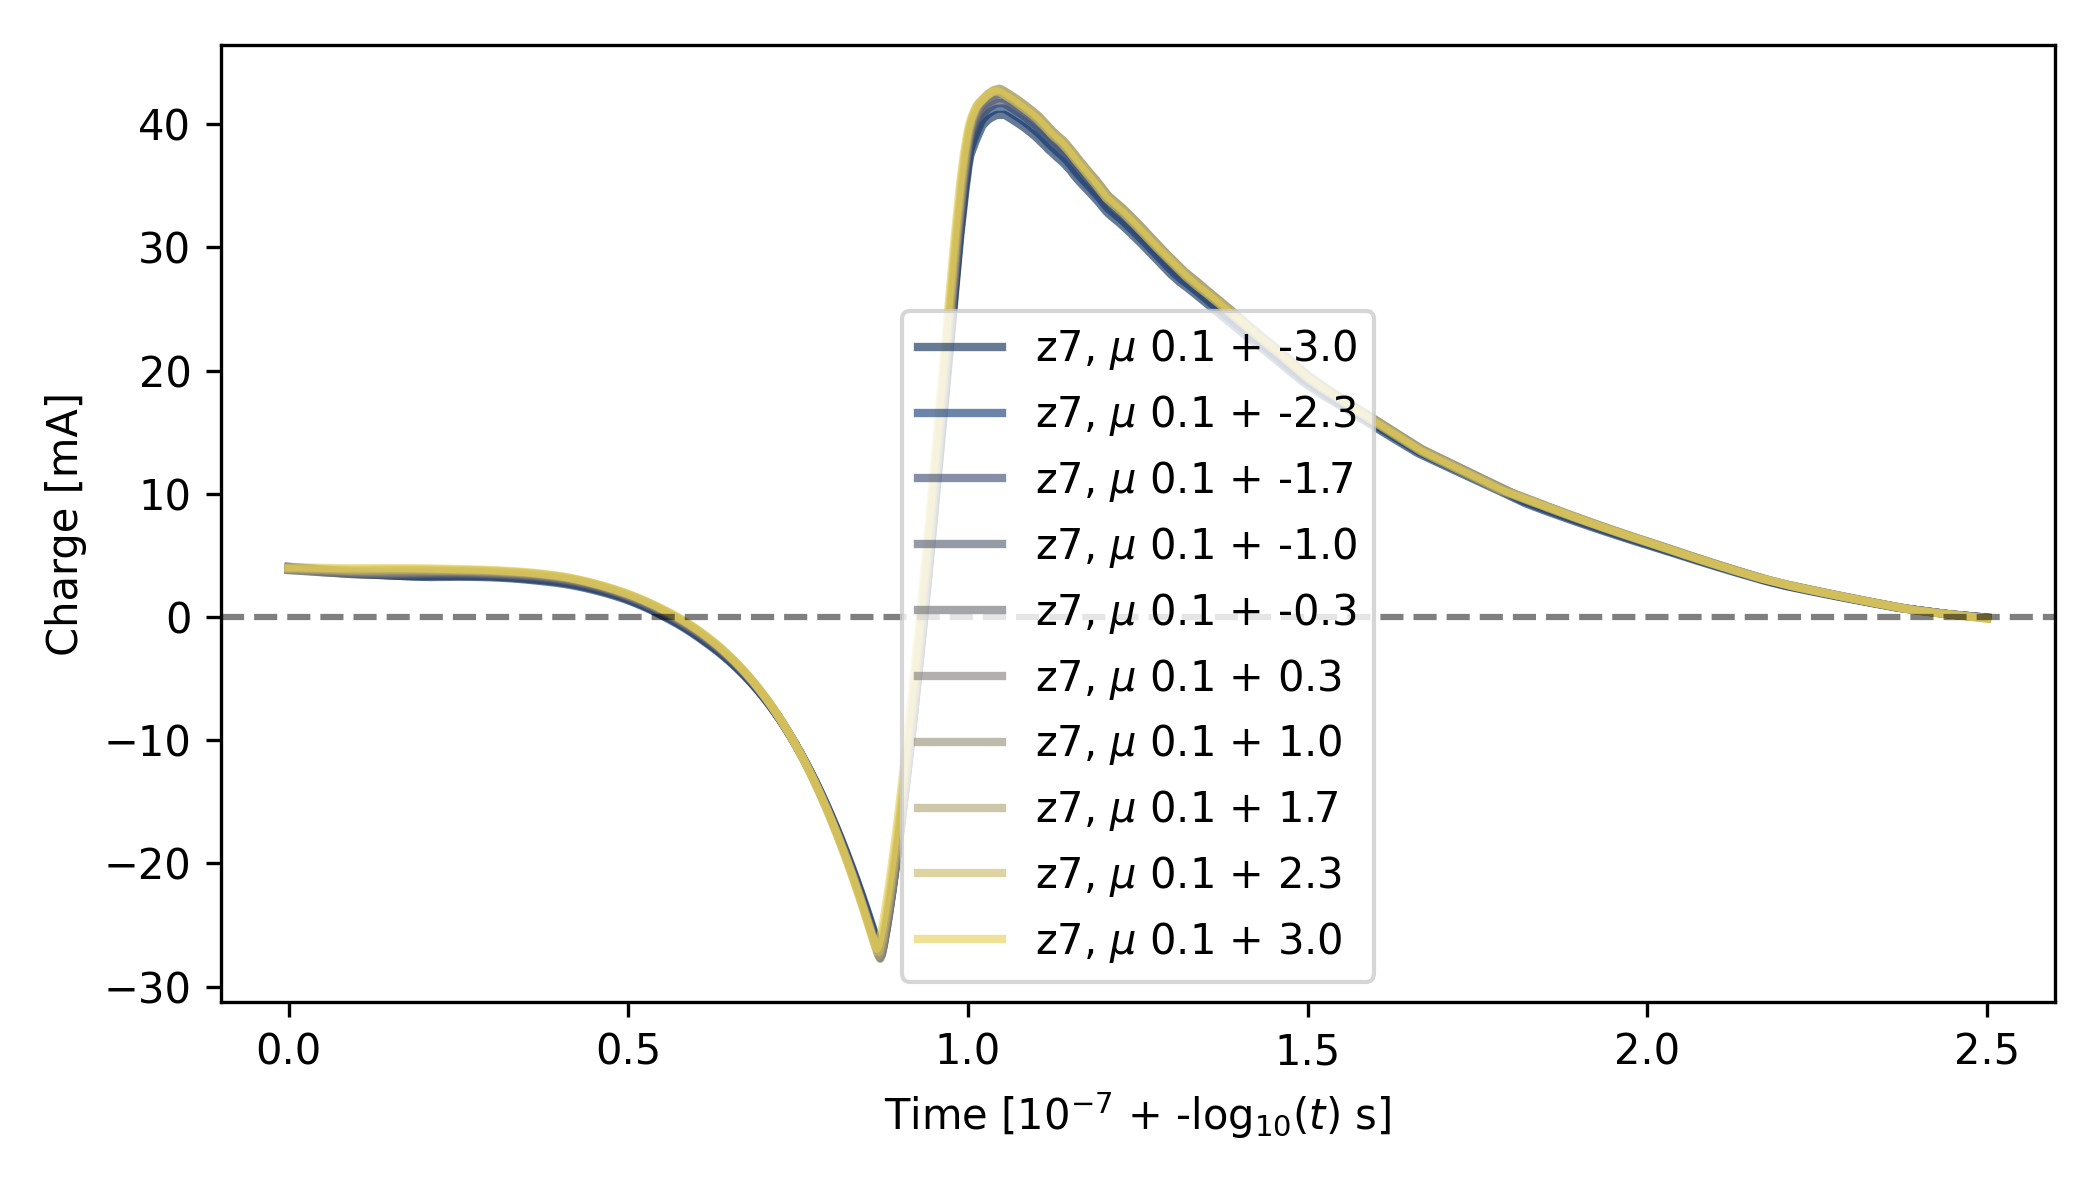 40
30
20
10
0
−10
−20
−30
Charge [mA]
z7, μ 0.1 + -3.0
z7, μ 0.1 + -2.3
z7, μ 0.1 + -1.7
z7, μ 0.1 + -1.0
z7, μ 0.1 + -0.3
z7, μ 0.1 + 0.3
z7, μ 0.1 + 1.0
z7, μ 0.1 + 1.7
z7, μ 0.1 + 2.3
z7, μ 0.1 + 3.0
0.0 0.5 1.0 1.5 2.0 2.5
Time [10⁻⁷ + -log₁₀(t) s]